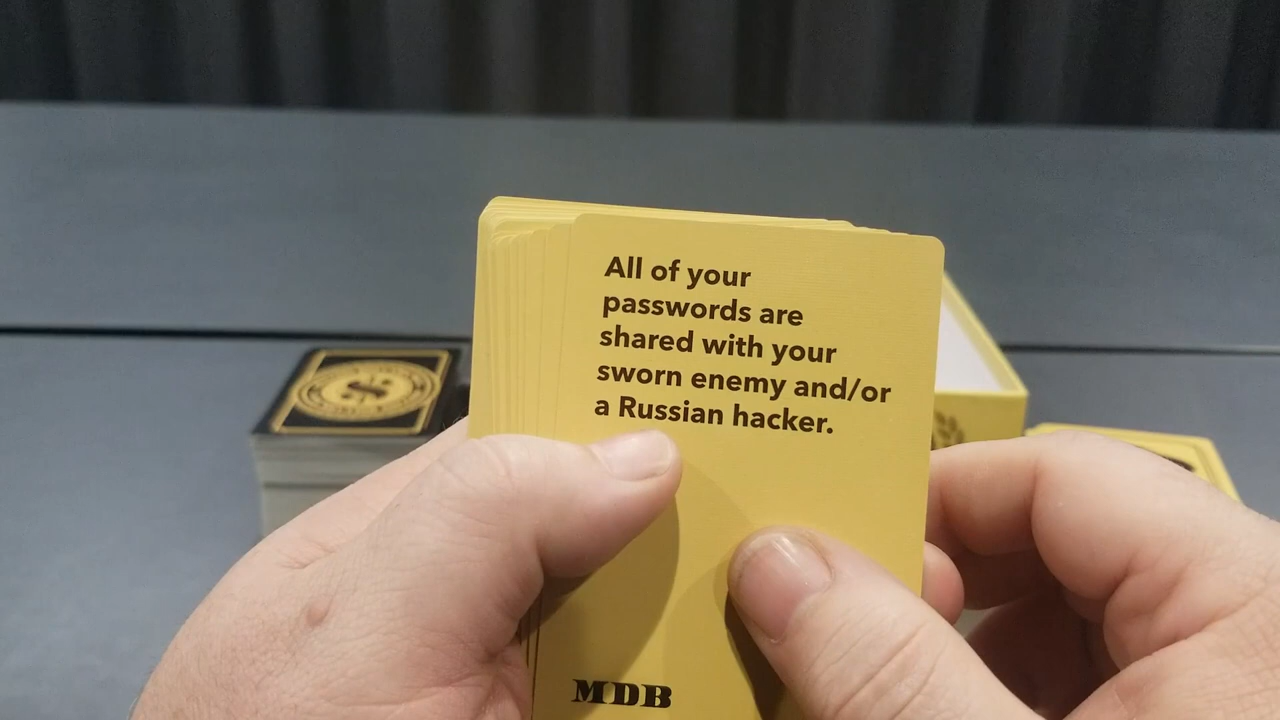 All of your
passwords are
shared with your
sworn enemy and/or
a Russian hacker.
MDB